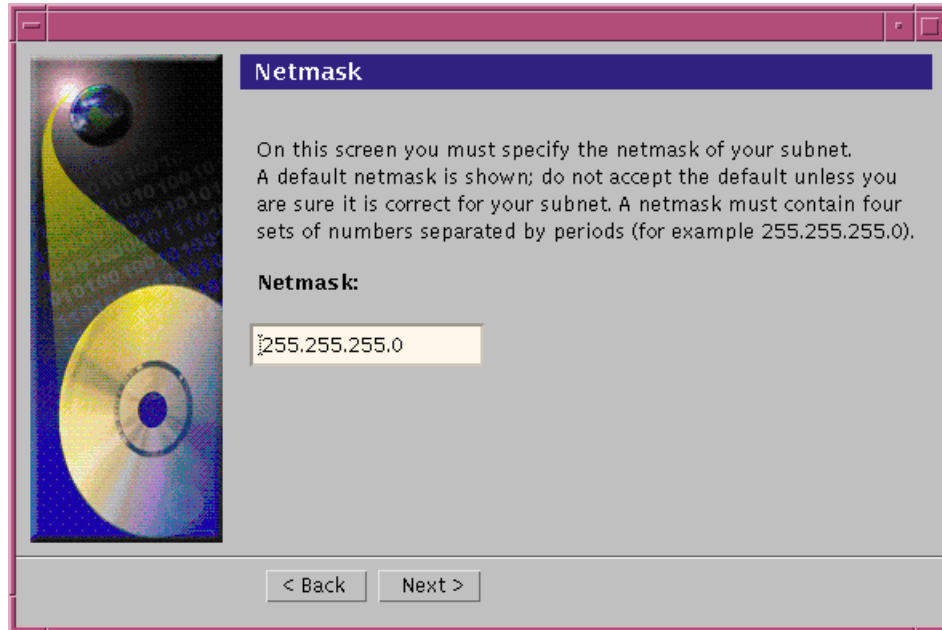 Netmask
On this screen you must specify the netmask of your subnet.
A default netmask is shown; do not accept the default unless you
are sure it is correct for your subnet. A netmask must contain four
sets of numbers separated by periods (for example 255.255.255.0).
Netmask:
255.255.255.0
< Back
Next >